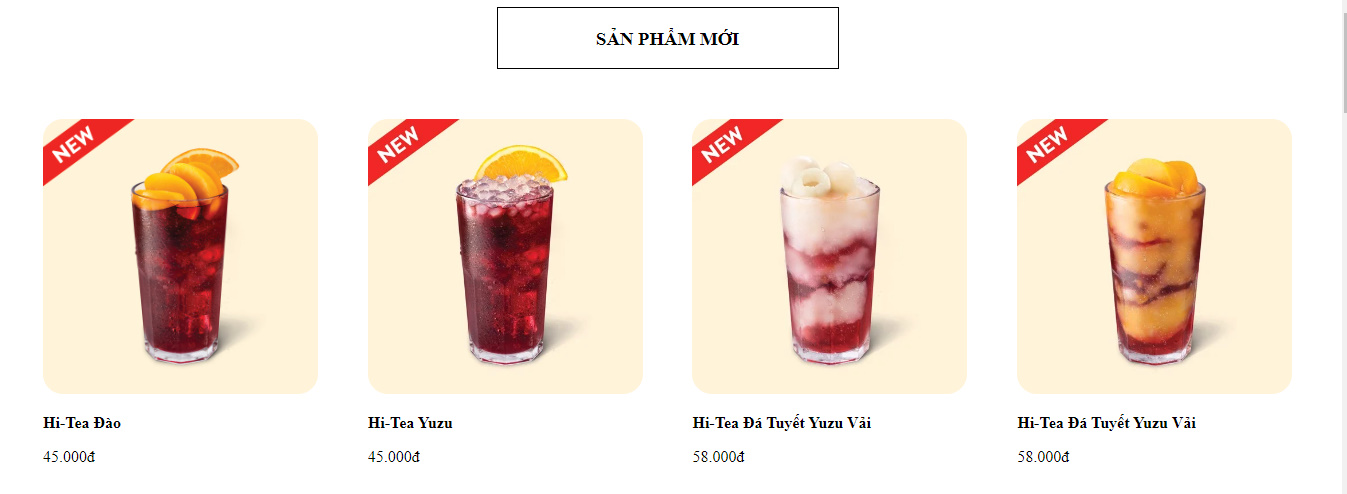 SẢN PHẨM MỚI
NEW
NEW
NEW
NEW
Hi-Tea Đào
Hi-Tea Yuzu
Hi-Tea Đá Tuyết Yuzu Vải
Hi-Tea Đá Tuyết Yuzu Vải
45.000đ
45.000đ
58.000đ
58.000đ